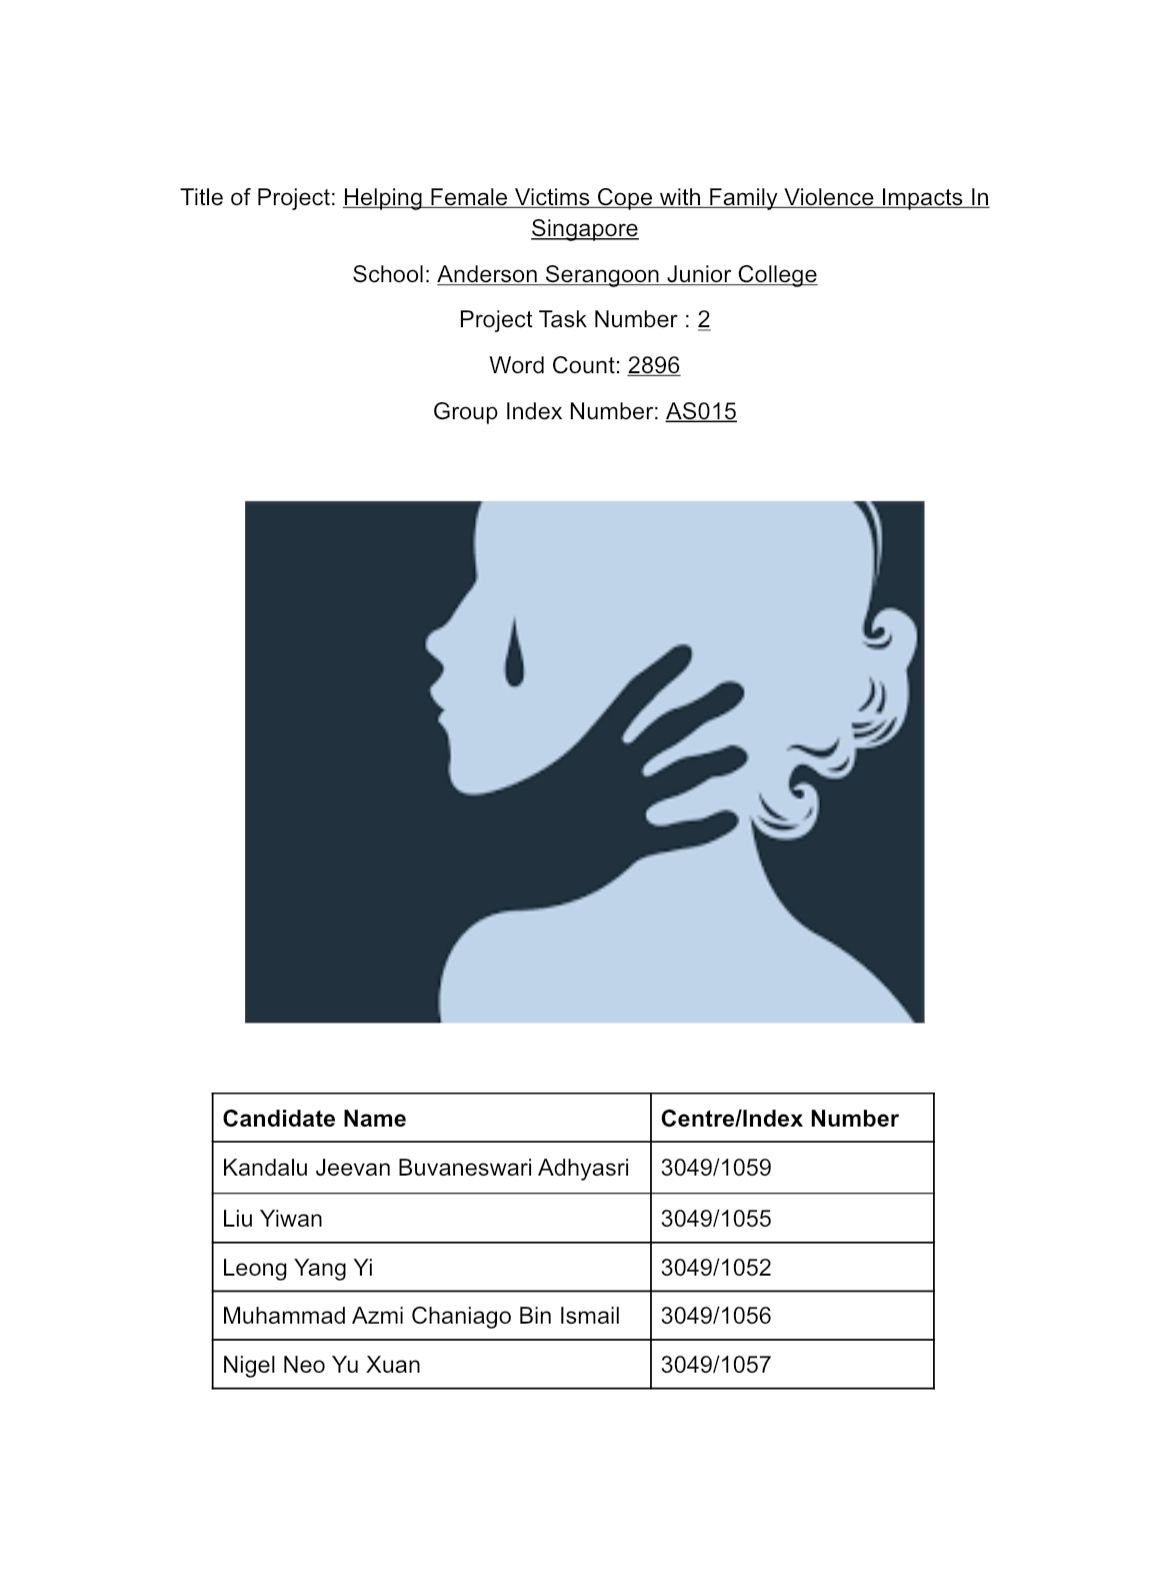 Title of Project: Helping Female Victims Cope with Family Violence Impacts In
Singapore
School: Anderson Serangoon Junior College
Project Task Number : 2
Word Count: 2896
Group Index Number: AS015
Candidate Name Centre/Index Number
Kandalu Jeevan Buvaneswari Adhyasri 3049/1059
Liu Yiwan 3049/1055
Leong Yang Yi 3049/1052
Muhammad Azmi Chaniago Bin Ismail 3049/1056
Nigel Neo Yu Xuan 3049/1057